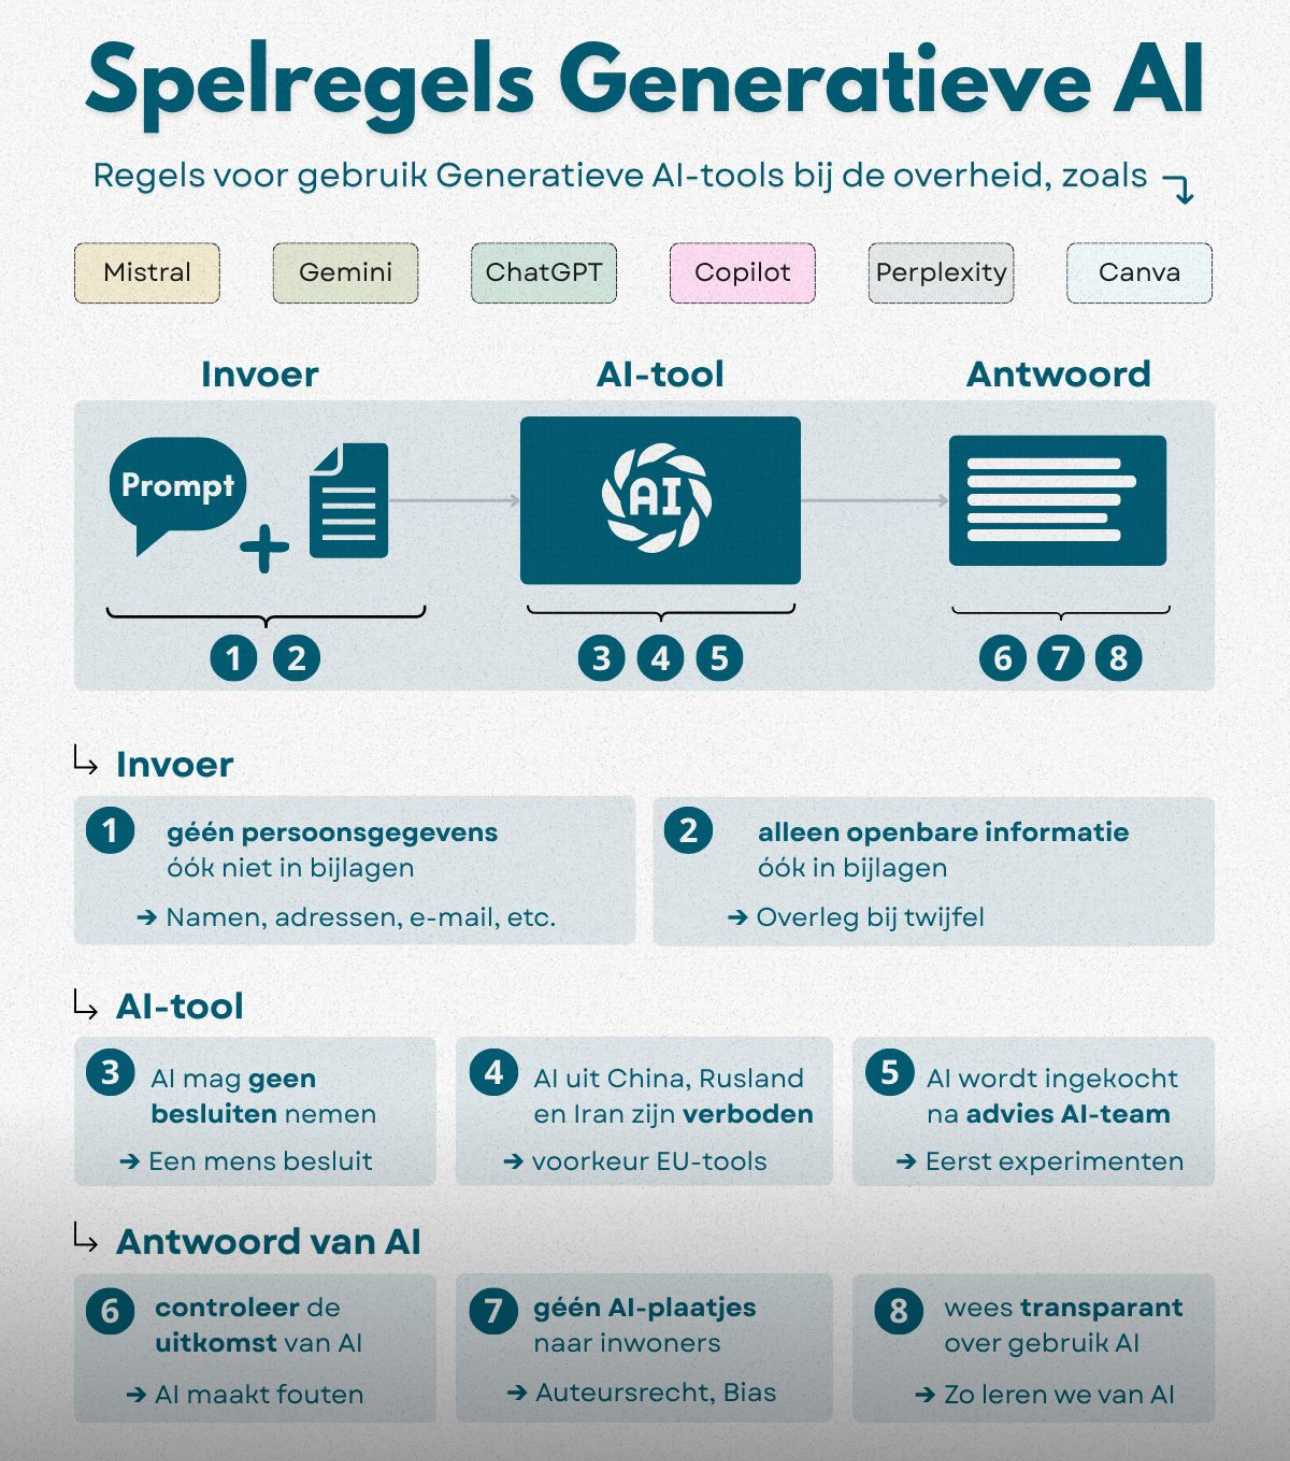 Spelregels Generatieve AI
Regels voor gebruik Generatieve AI-tools bij de overheid, zoals
Mistral
Gemini
ChatGPT
Copilot
Perplexity
Canva
Invoer
AI-tool
Antwoord
Prompt
AI
1 2
3 4 5
6 7 8
Invoer
1
géén persoonsgegevens
óók niet in bijlagen
➔ Namen, adressen, e-mail, etc.
2
alleen openbare informatie
óók in bijlagen
➔ Overleg bij twijfel
AI-tool
3
AI mag geen
besluiten nemen
➔ Een mens besluit
4
AI uit China, Rusland
en Iran zijn verboden
➔ voorkeur EU-tools
5
AI wordt ingekocht
na advies AI-team
➔ Eerst experimenten
Antwoord van AI
6
controleer de
uitkomst van AI
➔ AI maakt fouten
7
géén AI-plaatjes
naar inwoners
➔ Auteursrecht, Bias
8
wees transparant
over gebruik AI
➔ Zo leren we van AI